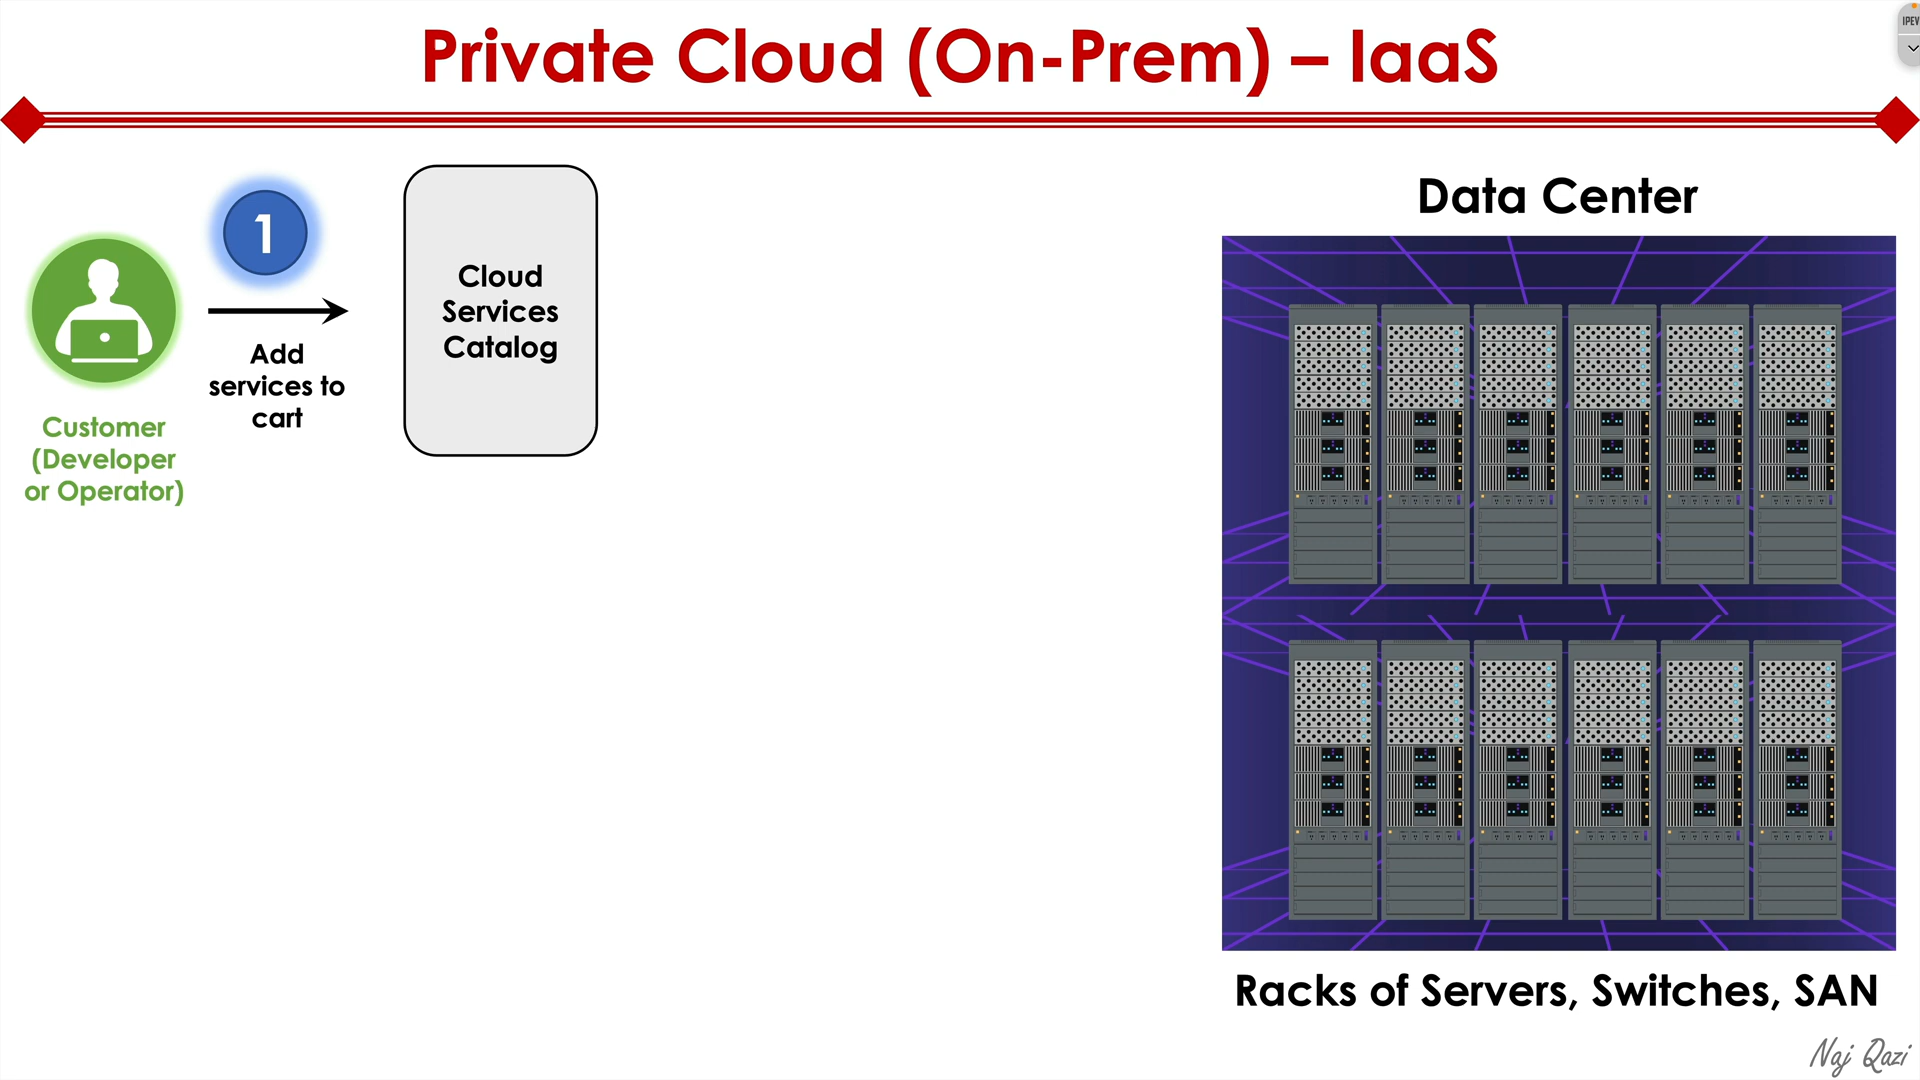 Private Cloud (On-Prem) – IaaS
IPEV
1
Add
services to
cart
Customer
(Developer
or Operator)
Cloud
Services
Catalog
Data Center
Racks of Servers, Switches, SAN
Naj Qazi